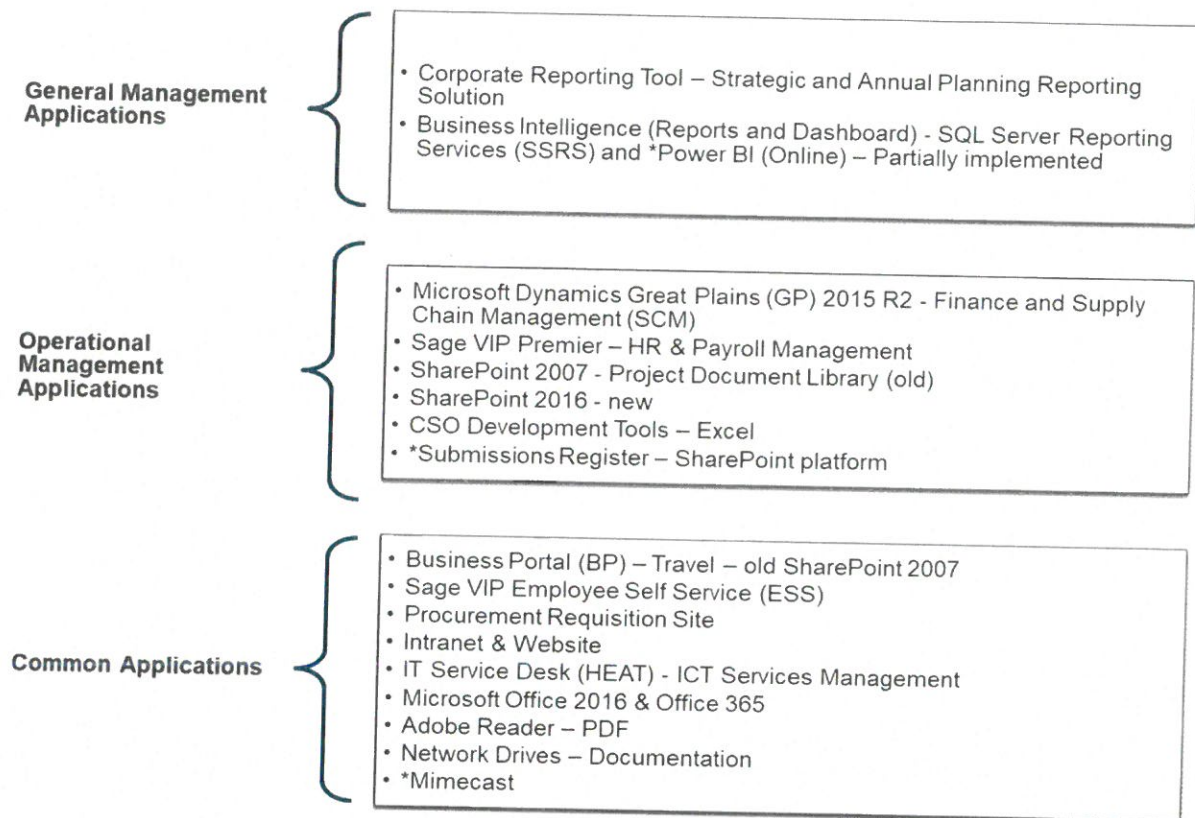 General Management
Applications
• Corporate Reporting Tool – Strategic and Annual Planning Reporting
Solution
• Business Intelligence (Reports and Dashboard) - SQL Server Reporting
Services (SSRS) and *Power BI (Online) – Partially implemented
Operational
Management
Applications
• Microsoft Dynamics Great Plains (GP) 2015 R2 - Finance and Supply
Chain Management (SCM)
• Sage VIP Premier – HR & Payroll Management
• SharePoint 2007 - Project Document Library (old)
• SharePoint 2016 - new
• CSO Development Tools – Excel
• *Submissions Register – SharePoint platform
Common Applications
• Business Portal (BP) – Travel – old SharePoint 2007
• Sage VIP Employee Self Service (ESS)
• Procurement Requisition Site
• Intranet & Website
• IT Service Desk (HEAT) - ICT Services Management
• Microsoft Office 2016 & Office 365
• Adobe Reader – PDF
• Network Drives – Documentation
• *Mimecast